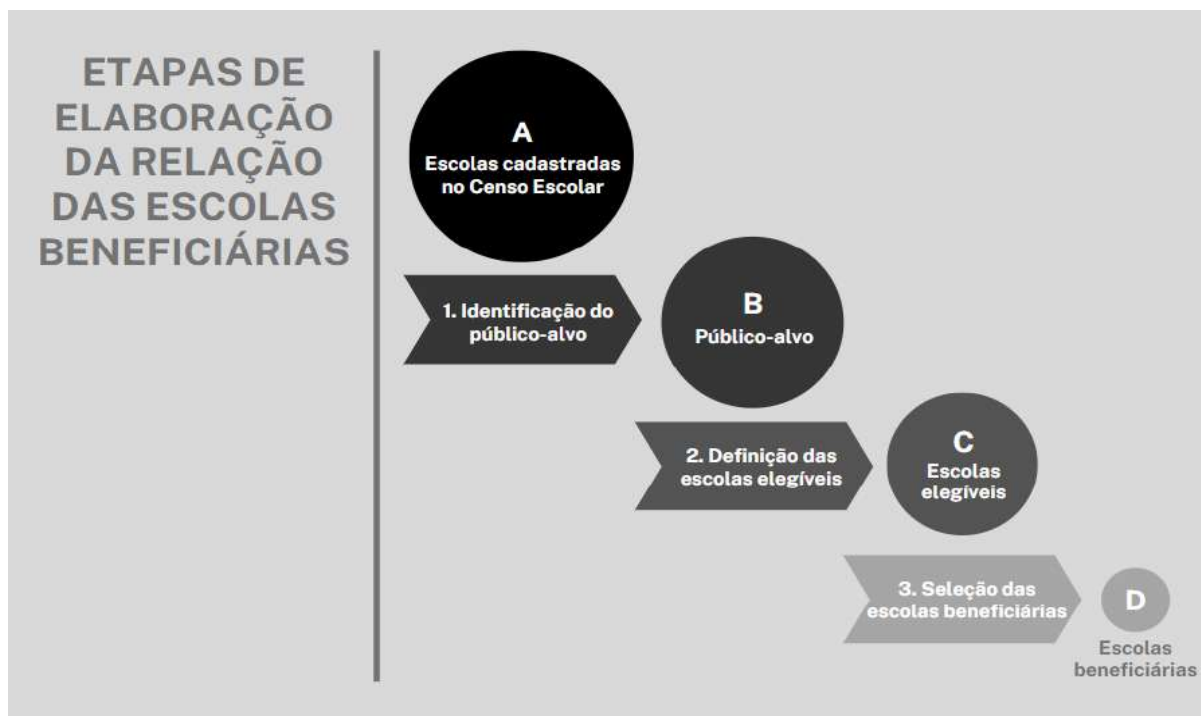 ETAPAS DE
ELABORAÇÃO
DA RELAÇÃO
DAS ESCOLAS
BENEFICIÁRIAS
A
Escolas cadastradas
no Censo Escolar
1. Identificação do
público-alvo
B
Público-alvo
2. Definição das
escolas elegíveis
C
Escolas
elegíveis
3. Seleção das
escolas beneficiárias
D
Escolas
beneficiárias